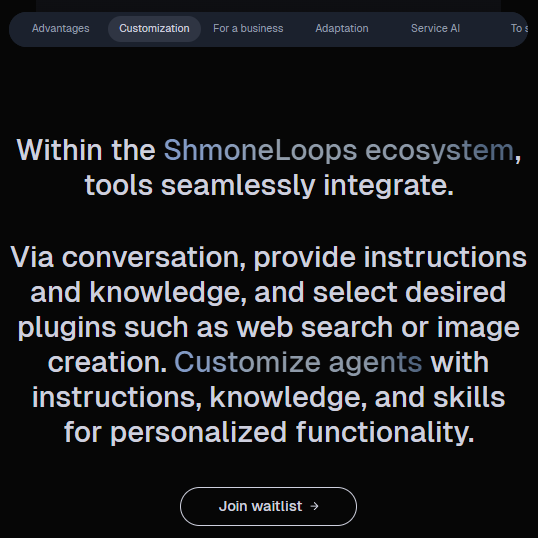 Advantages Customization For a business Adaptation Service AI To s
Within the ShmoneLoops ecosystem,
tools seamlessly integrate.
Via conversation, provide instructions
and knowledge, and select desired
plugins such as web search or image
creation. Customize agents with
instructions, knowledge, and skills
for personalized functionality.
Join waitlist →